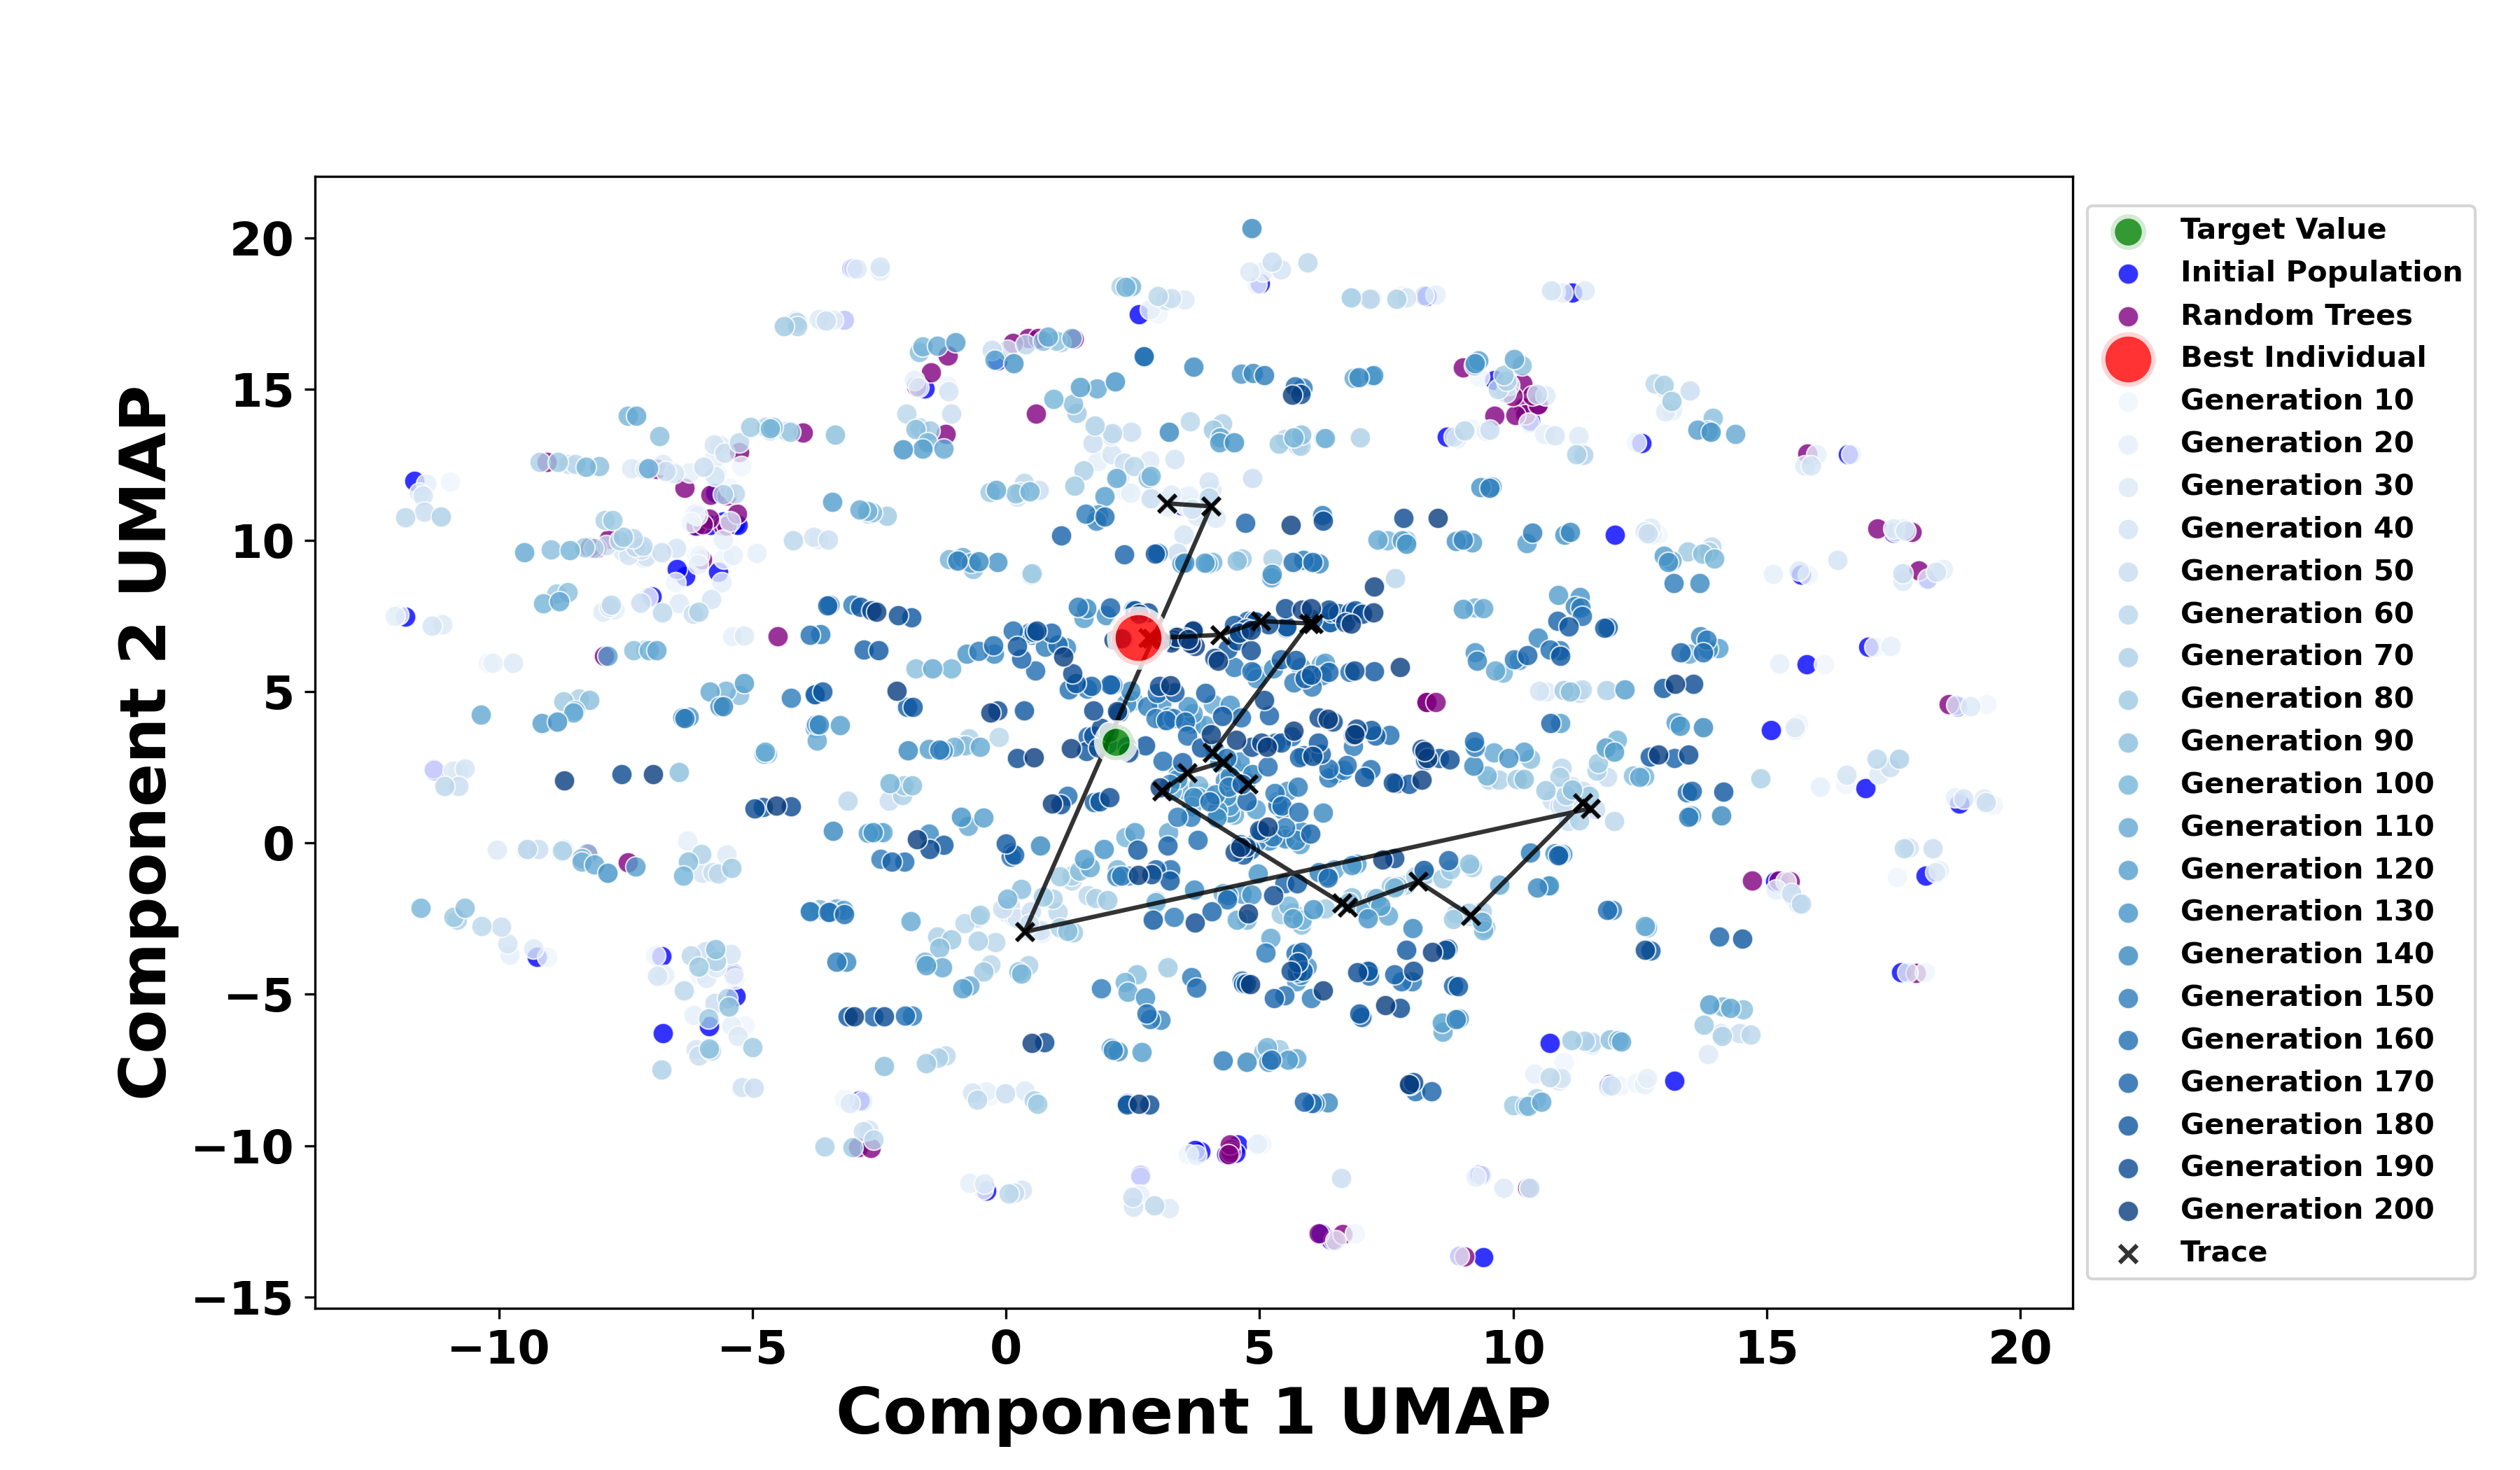 20
15
10
5
0
−5
−10
−15
Component 2 UMAP
−10
−5
0
5
10
15
20
Component 1 UMAP
Target Value
Initial Population
Random Trees
Best Individual
Generation 10
Generation 20
Generation 30
Generation 40
Generation 50
Generation 60
Generation 70
Generation 80
Generation 90
Generation 100
Generation 110
Generation 120
Generation 130
Generation 140
Generation 150
Generation 160
Generation 170
Generation 180
Generation 190
Generation 200
Trace